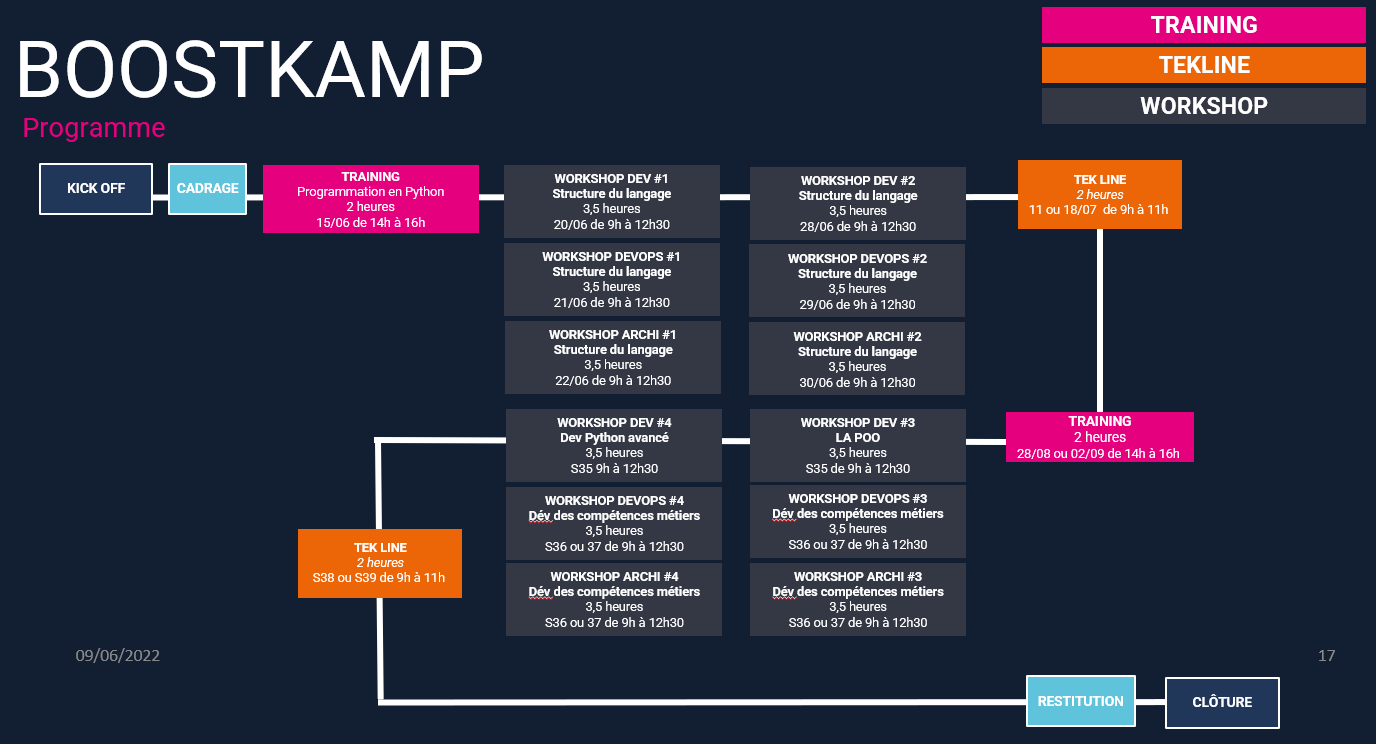 BOOSTKAMP
Programme
TRAINING
TEKLINE
WORKSHOP
KICK OFF
CADRAGE
TRAINING
Programmation en Python
2 heures
15/06 de 14h à 16h
WORKSHOP DEV #1
Structure du langage
3,5 heures
20/06 de 9h à 12h30
WORKSHOP DEV #2
Structure du langage
3,5 heures
28/06 de 9h à 12h30
TEK LINE
2 heures
11 ou 18/07 de 9h à 11h
WORKSHOP DEVOPS #1
Structure du langage
3,5 heures
21/06 de 9h à 12h30
WORKSHOP DEVOPS #2
Structure du langage
3,5 heures
29/06 de 9h à 12h30
WORKSHOP ARCHI #1
Structure du langage
3,5 heures
22/06 de 9h à 12h30
WORKSHOP ARCHI #2
Structure du langage
3,5 heures
30/06 de 9h à 12h30
TRAINING
2 heures
28/08 ou 02/09 de 14h à 16h
WORKSHOP DEV #4
Dev Python avancé
3,5 heures
S35 9h à 12h30
WORKSHOP DEV #3
LA POO
3,5 heures
S35 de 9h à 12h30
WORKSHOP DEVOPS #4
Dév des compétences métiers
3,5 heures
S36 ou 37 de 9h à 12h30
WORKSHOP DEVOPS #3
Dév des compétences métiers
3,5 heures
S36 ou 37 de 9h à 12h30
TEK LINE
2 heures
S38 ou S39 de 9h à 11h
WORKSHOP ARCHI #4
Dév des compétences métiers
3,5 heures
S36 ou 37 de 9h à 12h30
WORKSHOP ARCHI #3
Dév des compétences métiers
3,5 heures
S36 ou 37 de 9h à 12h30
09/06/2022
17
RESTITUTION
CLÔTURE